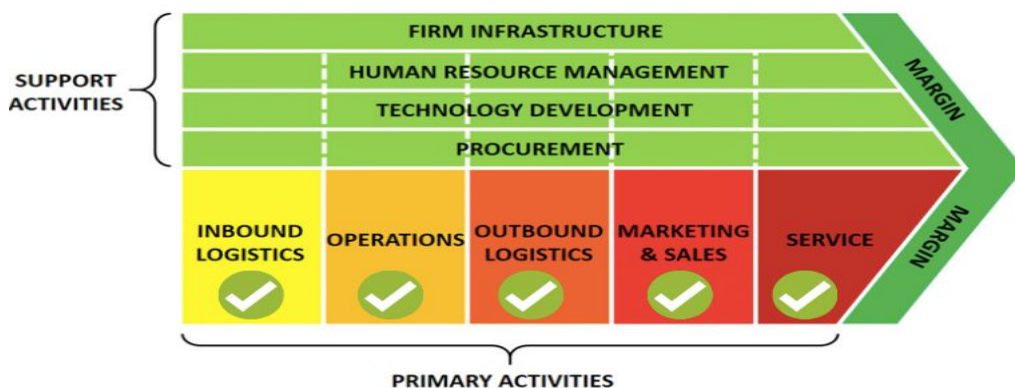 FIRM INFRASTRUCTURE
HUMAN RESOURCE MANAGEMENT
TECHNOLOGY DEVELOPMENT
PROCUREMENT
SUPPORT
ACTIVITIES
MARGIN
MARGIN
INBOUND
LOGISTICS
OPERATIONS
OUTBOUND
LOGISTICS
MARKETING
& SALES
SERVICE
PRIMARY ACTIVITIES